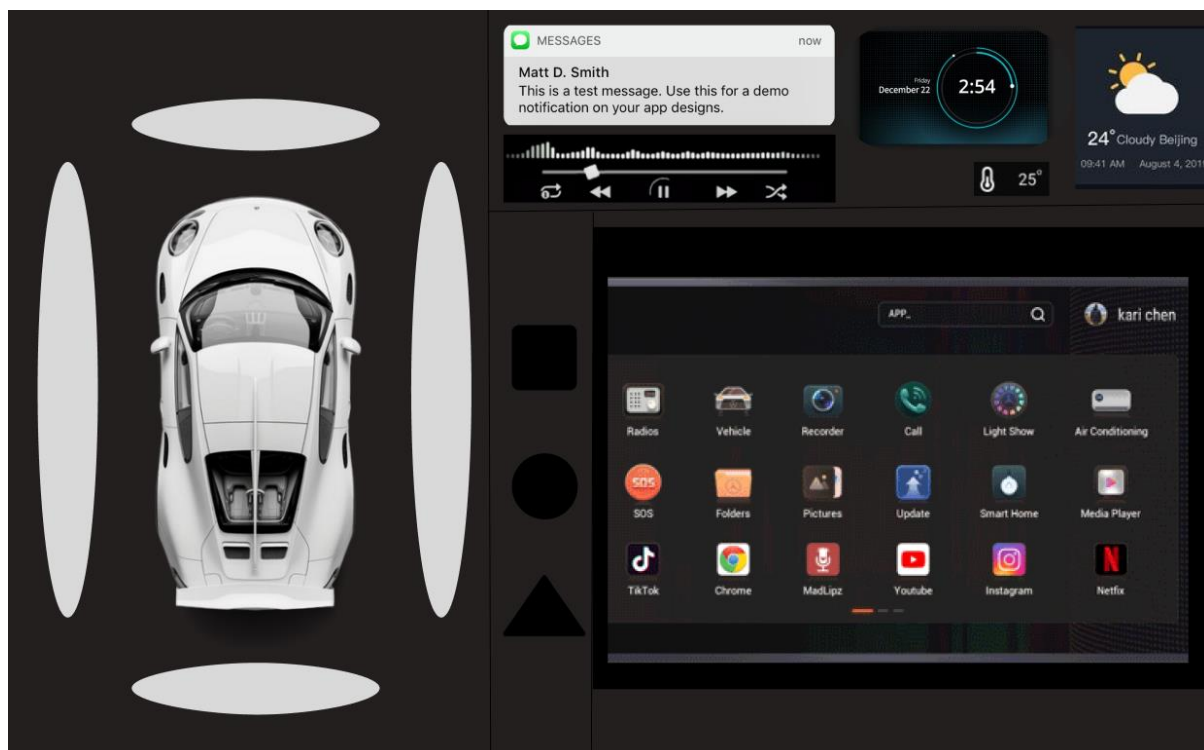 MESSAGES now
Matt D. Smith
This is a test message. Use this for a demo
notification on your app designs.
Friday
December 22
2:54
25°
24° Cloudy Beijing
09:41 AM August 4, 201
APP_
kari chen
Radios Vehicle Recorder Call Light Show Air Conditioning
SOS
SOS Folders Pictures Update Smart Home Media Player
TikTok Chrome MadLipz Youtube Instagram Netfix